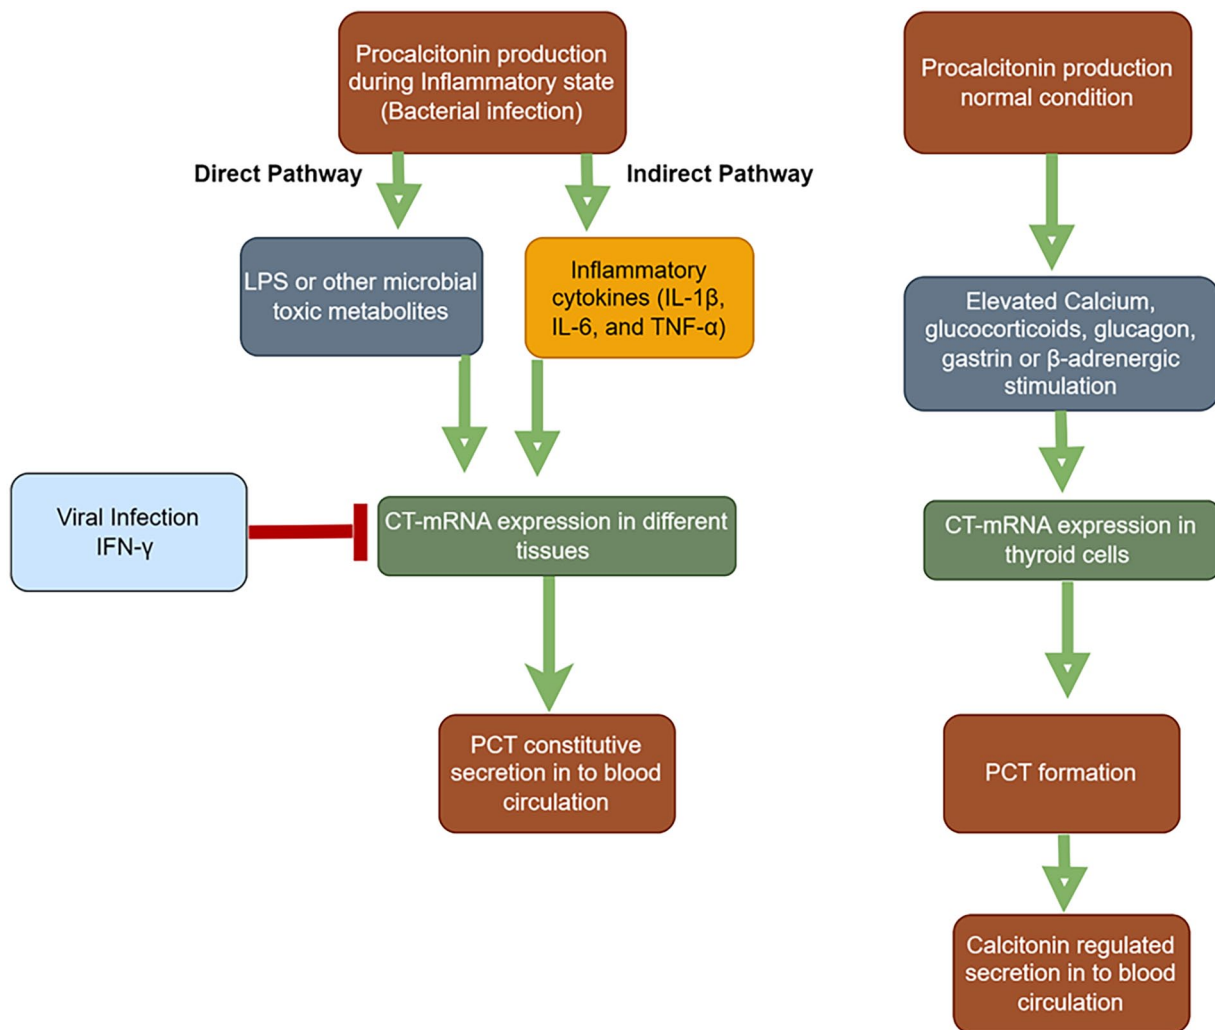 Procalcitonin production
during Inflammatory state
(Bacterial infection)
Direct Pathway
Indirect Pathway
LPS or other microbial
toxic metabolites
Inflammatory
cytokines (IL-1β,
IL-6, and TNF-α)
Viral Infection
IFN-γ
CT-mRNA expression in different
tissues
PCT constitutive
secretion in to blood
circulation
Procalcitonin production
normal condition
Elevated Calcium,
glucocorticoids, glucagon,
gastrin or β-adrenergic
stimulation
CT-mRNA expression in
thyroid cells
PCT formation
Calcitonin regulated
secretion in to blood
circulation